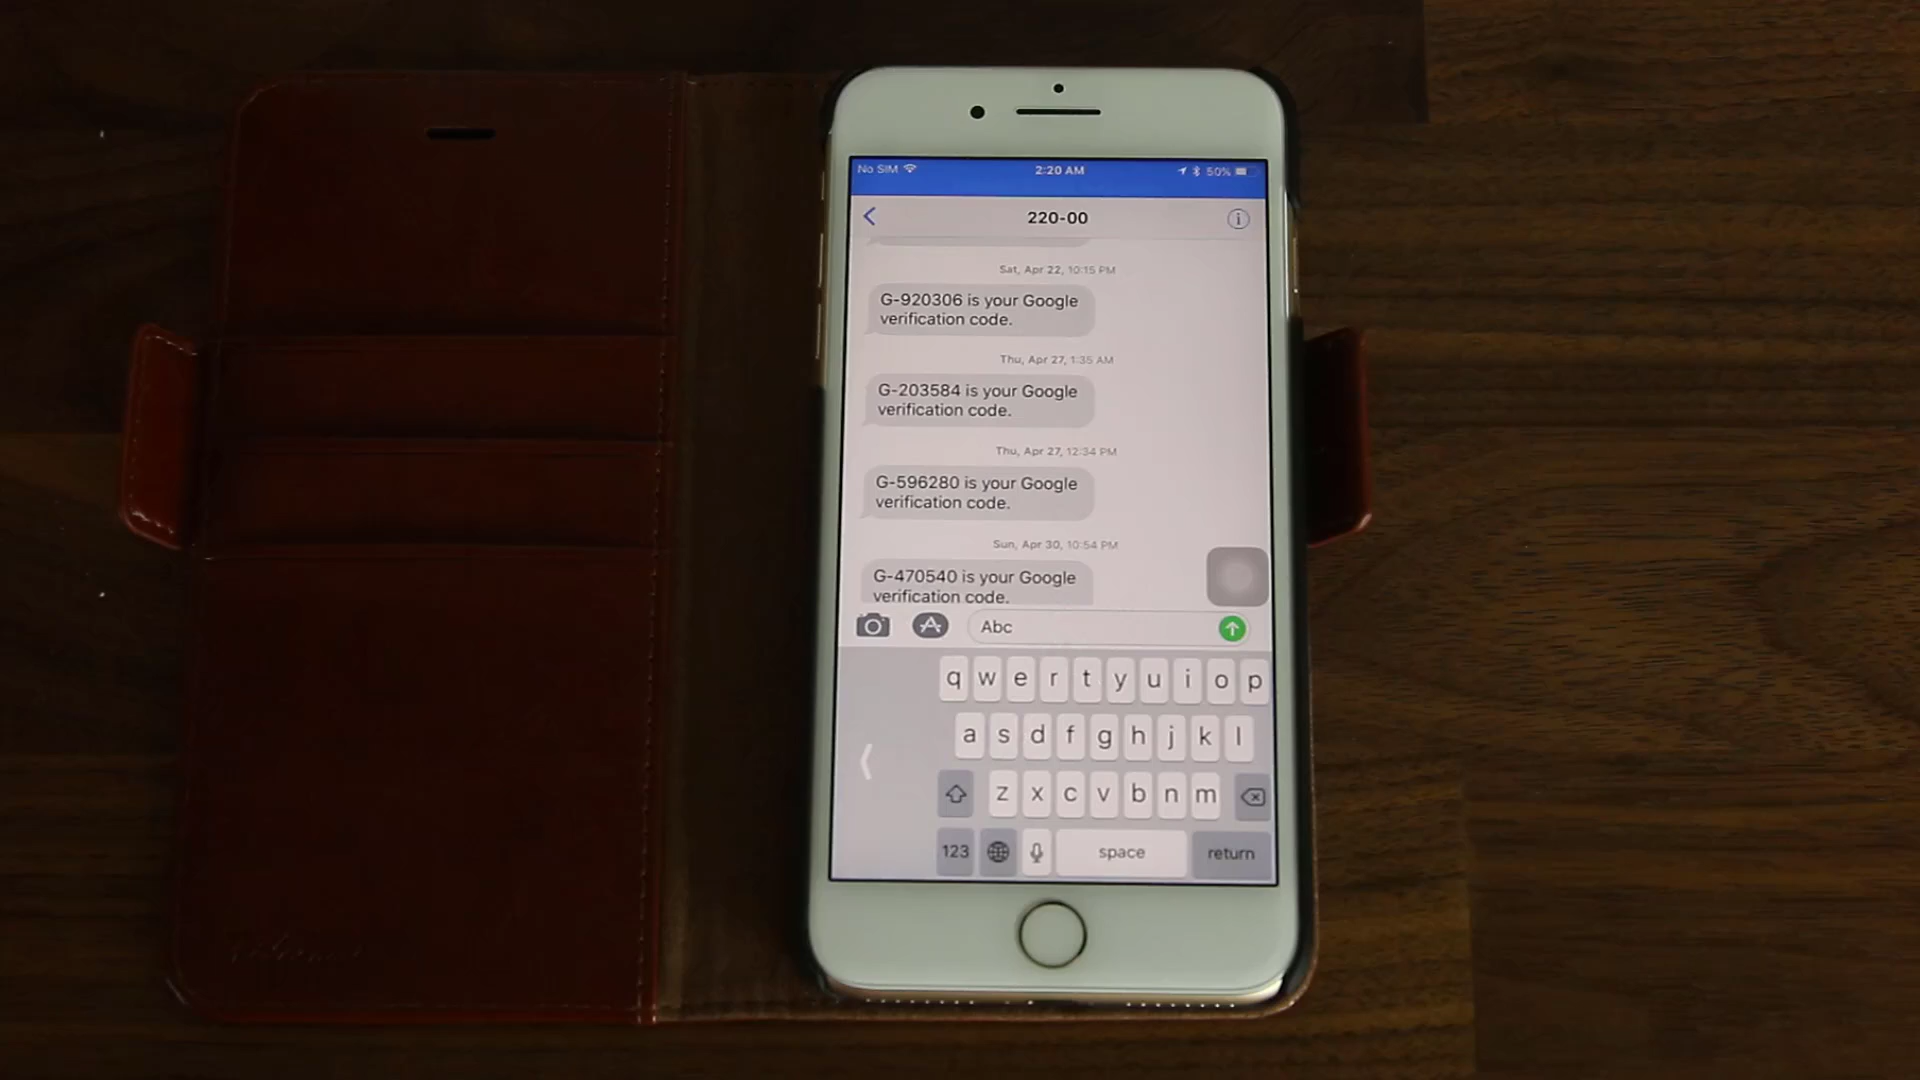 No SIM 2:20 AM 50%
220-00
Sat, Apr 22, 10:15 PM
G-920306 is your Google
verification code.
Thu, Apr 27, 1:35 AM
G-203584 is your Google
verification code.
Thu, Apr 27, 12:34 PM
G-596280 is your Google
verification code.
Sun, Apr 30, 10:54 PM
G-470540 is your Google
verification code.
Abc
q w e r t y u i o p
a s d f g h j k l
z x c v b n m
123 space return